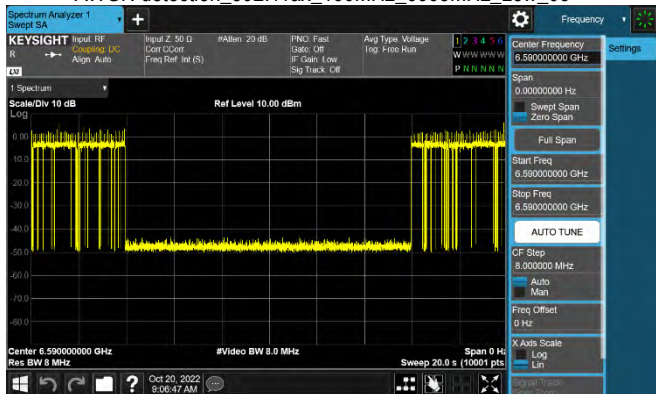 Spectrum Analyzer 1
Swept SA
Frequency
KEYSIGHT
Input: RF
Coupling: DC
Align: Auto
Input Z: 50 Ω
Corr CCorr
Freq Ref: Int (S)
#Atten: 20 dB
PNO: Fast
Gate: Off
IF Gain: Low
Sig Track: Off
Avg Type: Voltage
Trig: Free Run
1 2 3 4 5 6
W W W W W W
P N N N N N
R
LXI
1 Spectrum
Scale/Div 10 dB
Ref Level 10.00 dBm
Log
0.00
-10.0
-20.0
-30.0
-40.0
-50.0
-60.0
-70.0
-80.0
Center 6.590000000 GHz
#Video BW 8.0 MHz
Span 0 Hz
Res BW 8 MHz
Sweep 20.0 s (10001 pts
Center Frequency
6.590000000 GHz
Settings
Span
0.00000000 Hz
Swept Span
Zero Span
Full Span
Start Freq
6.590000000 GHz
Stop Freq
6.590000000 GHz
AUTO TUNE
CF Step
8.000000 MHz
Auto
Man
Freq Offset
0 Hz
X Axis Scale
Log
Lin
Signal Track
Oct 20, 2022
9:06:47 AM